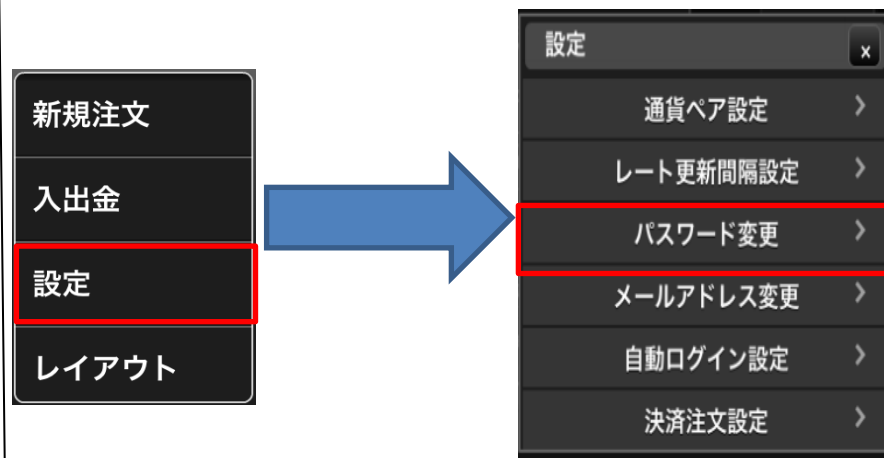 新規注文
入出金
設定
レイアウト
設定
x
通貨ペア設定
レート更新間隔設定
パスワード変更
メールアドレス変更
自動ログイン設定
決済注文設定